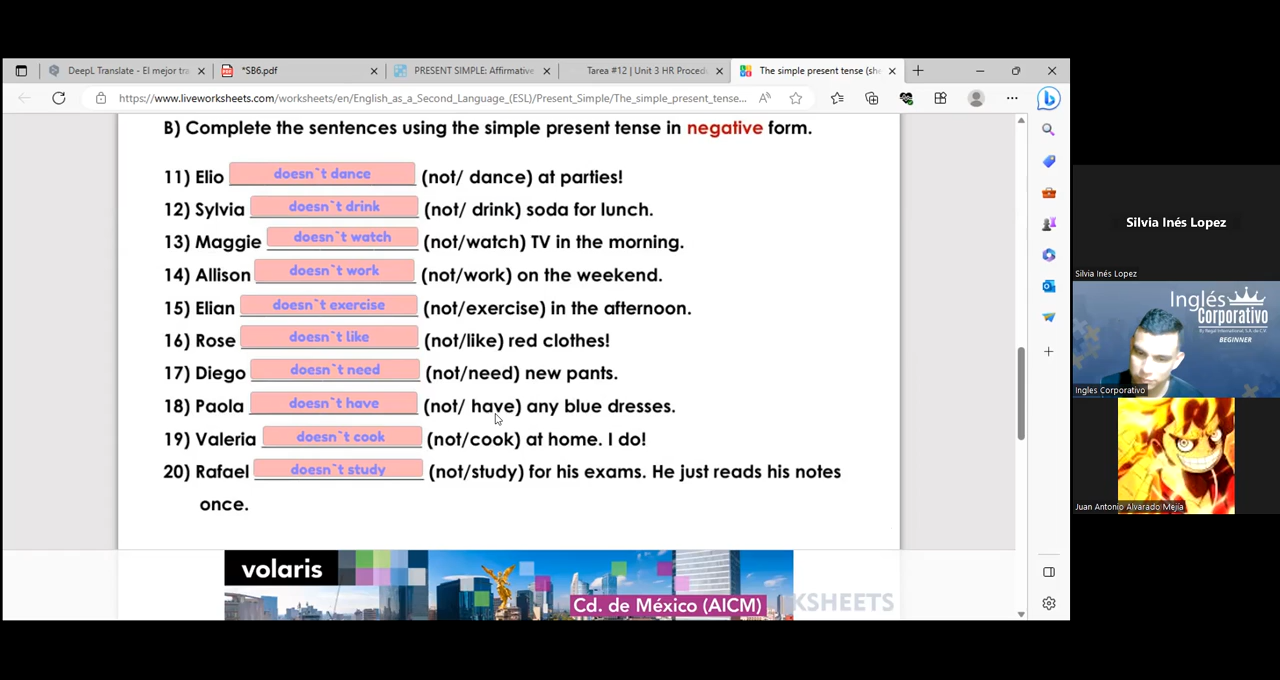 DeepL Translate - El mejor tra
*SB6.pdf
PRESENT SIMPLE: Affirmative
Tarea #12 | Unit 3 HR Proced
The simple present tense (she
https://www.liveworksheets.com/worksheets/en/English_as_a_Second_Language_(ESL)/Present_Simple/The_simple_present_tense...
B) Complete the sentences using the simple present tense in negative form.
11) Elio doesn`t dance (not/ dance) at parties!
12) Sylvia doesn`t drink (not/ drink) soda for lunch.
13) Maggie doesn`t watch (not/watch) TV in the morning.
14) Allison doesn`t work (not/work) on the weekend.
15) Elian doesn`t exercise (not/exercise) in the afternoon.
16) Rose doesn`t like (not/like) red clothes!
17) Diego doesn`t need (not/need) new pants.
18) Paola doesn`t have (not/ have) any blue dresses.
19) Valeria doesn`t cook (not/cook) at home. I do!
20) Rafael doesn`t study (not/study) for his exams. He just reads his notes
once.
volaris
Cd. de México (AICM)
KSHEETS
Silvia Inés Lopez
Silvia Inés Lopez
Inglés
Corporativo
BEGINNER
Ingles Corporativo
Juan Antonio Alvarado Mejia